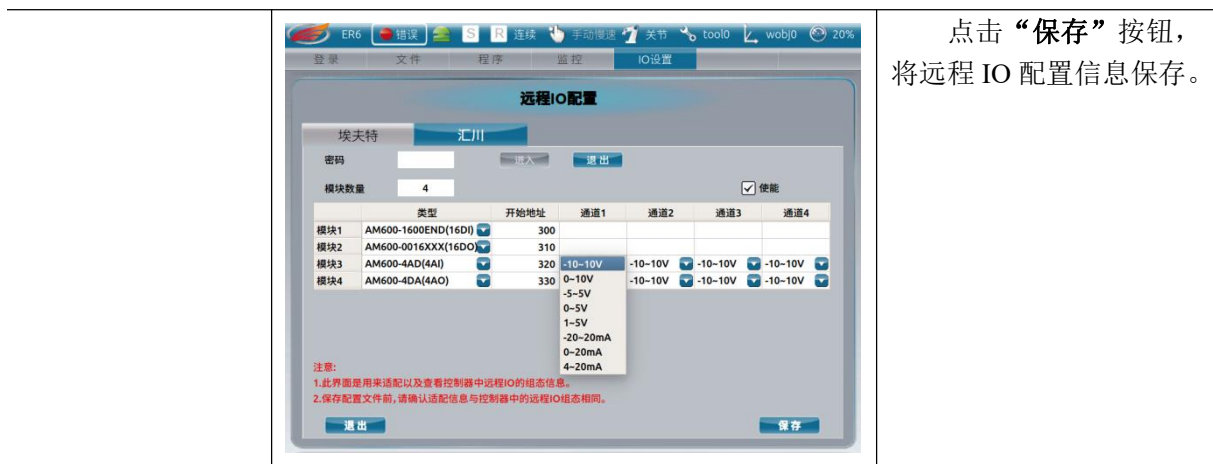 ER6 错误 S R 连续 手动慢速 关节 tool0 wobj0 20%
登录 文件 程序 监控 IO设置
远程IO配置
埃夫特 汇川
密码 进入 退出
模块数量 4 使能
类型 开始地址 通道1 通道2 通道3 通道4
模块1 AM600-1600END(16DI) 300
模块2 AM600-0016XXX(16DO) 310
模块3 AM600-4AD(4AI) 320 -10~10V -10~10V -10~10V -10~10V
模块4 AM600-4DA(4AO) 330 0~10V -10~10V -10~10V -10~10V
-5~5V
0~5V
1~5V
-20~20mA
0~20mA
4~20mA
注意:
1.此界面是用来适配以及查看控制器中远程IO的组态信息。
2.保存配置文件前,请确认适配信息与控制器中的远程IO组态相同。
退出 保存
点击“保存”按钮，
将远程 IO 配置信息保存。